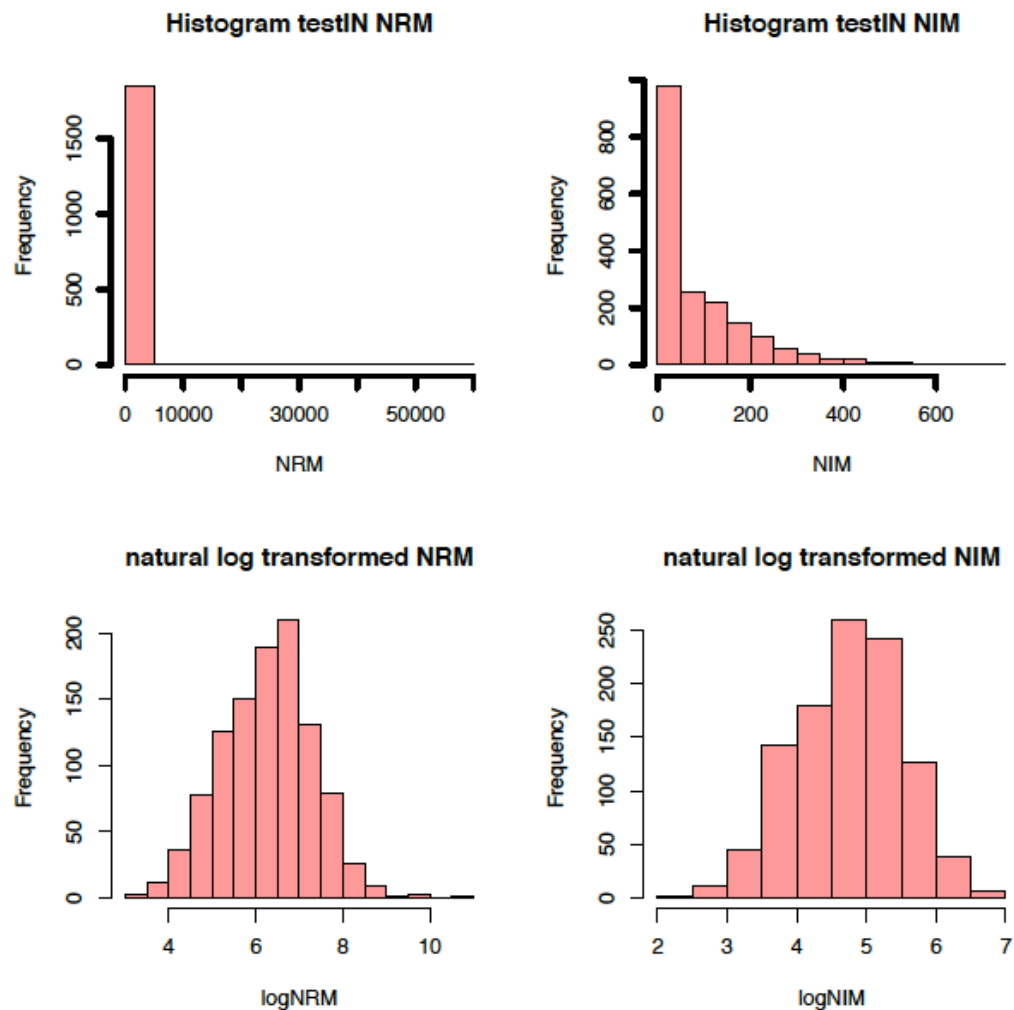 Histogram testIN NRM
Frequency
0 500 1000 1500
0 10000 30000 50000
NRM
Histogram testIN NIM
Frequency
0 200 400 600 800
0 200 400 600
NIM
natural log transformed NRM
Frequency
0 50 100 150 200
4 6 8 10
logNRM
natural log transformed NIM
Frequency
0 50 100 150 200 250
2 3 4 5 6 7
logNIM